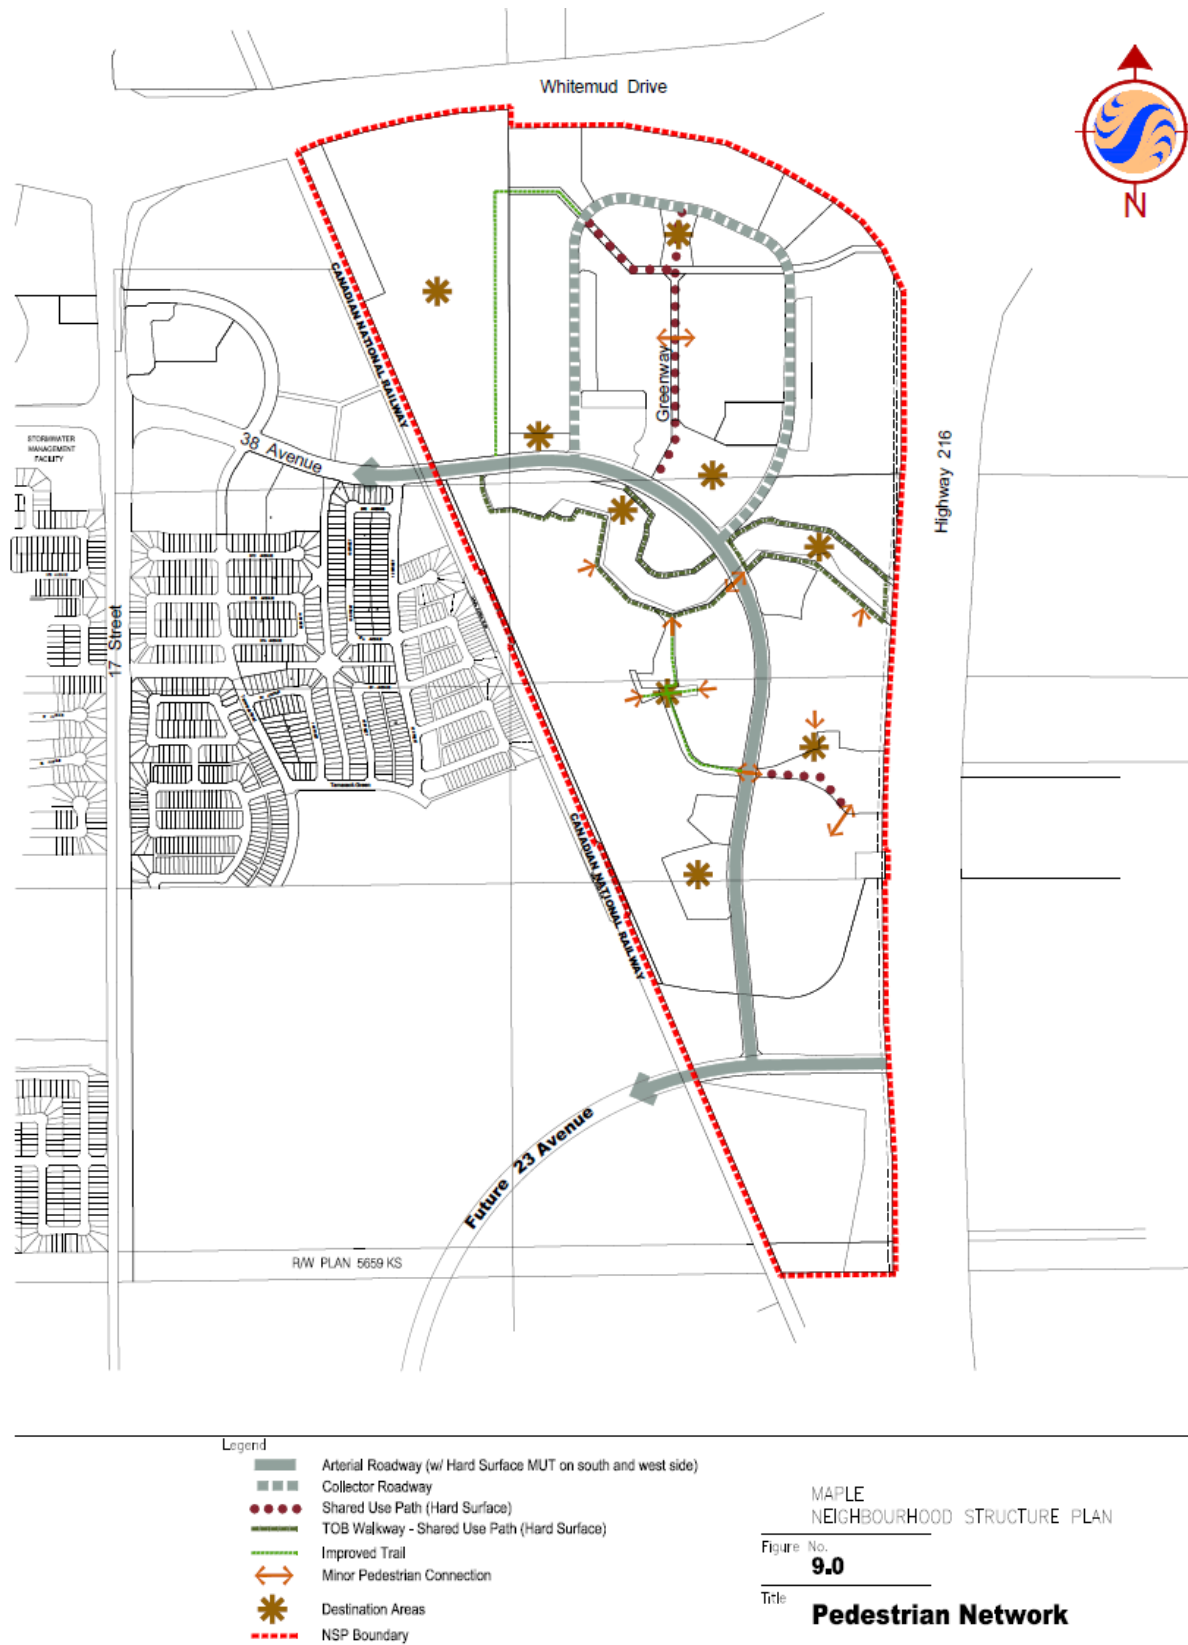 Whitemud Drive
N
CANADIAN NATIONAL RAILWAY
Greenway
38 Avenue
STORMWATER
MANAGEMENT
FACILITY
Highway 216
17 Street
Tamarack Green
CANADIAN NATIONAL RAILWAY
Future 23 Avenue
R/W PLAN 5659 KS
Legend
Arterial Roadway (w/ Hard Surface MUT on south and west side)
Collector Roadway
Shared Use Path (Hard Surface)
TOB Walkway - Shared Use Path (Hard Surface)
Improved Trail
Minor Pedestrian Connection
Destination Areas
NSP Boundary
MAPLE
NEIGHBOURHOOD STRUCTURE PLAN
Figure No.
9.0
Title
Pedestrian Network